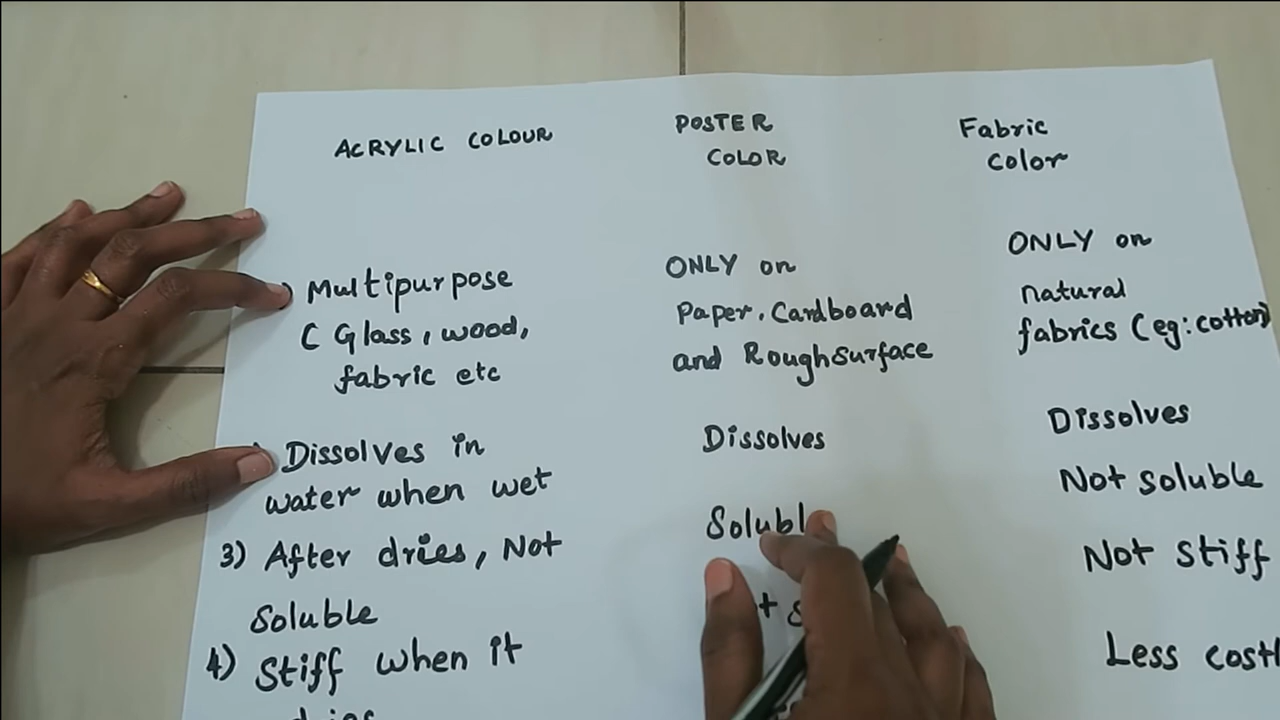 ACRYLIC COLOUR
Multipurpose
( Glass, wood,
fabric etc
Dissolves in
water when wet
3) After dries, Not
Soluble
4) Stiff when it
POSTER
COLOR
ONLY on
Paper, Cardboard
and Rough surface
Dissolves
Fabric
Color
ONLY on
natural
fabrics (eg: cotton)
Dissolves
Not soluble
Not stiff
Less